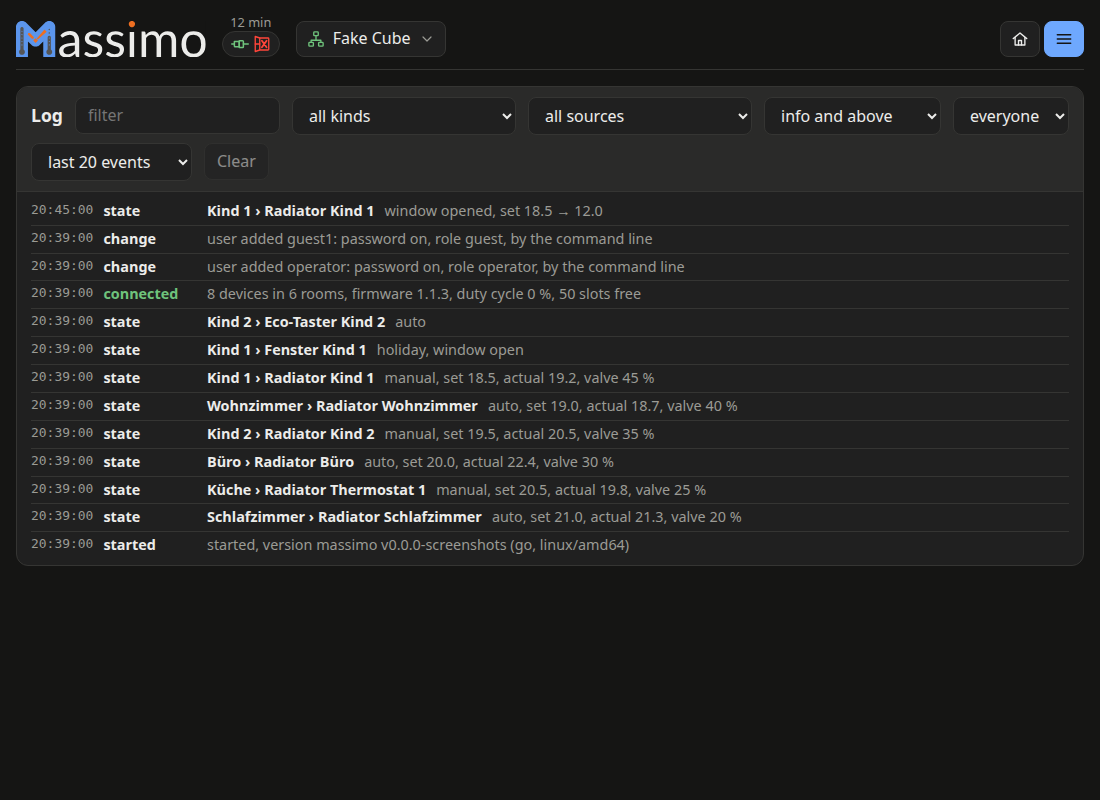 Massimo
12 min
Fake Cube
Log
filter
all kinds
all sources
info and above
everyone
last 20 events
Clear
20:45:00 state Kind 1 › Radiator Kind 1 window opened, set 18.5 → 12.0
20:39:00 change user added guest1: password on, role guest, by the command line
20:39:00 change user added operator: password on, role operator, by the command line
20:39:00 connected 8 devices in 6 rooms, firmware 1.1.3, duty cycle 0 %, 50 slots free
20:39:00 state Kind 2 › Eco-Taster Kind 2 auto
20:39:00 state Kind 1 › Fenster Kind 1 holiday, window open
20:39:00 state Kind 1 › Radiator Kind 1 manual, set 18.5, actual 19.2, valve 45 %
20:39:00 state Wohnzimmer › Radiator Wohnzimmer auto, set 19.0, actual 18.7, valve 40 %
20:39:00 state Kind 2 › Radiator Kind 2 manual, set 19.5, actual 20.5, valve 35 %
20:39:00 state Büro › Radiator Büro auto, set 20.0, actual 22.4, valve 30 %
20:39:00 state Küche › Radiator Thermostat 1 manual, set 20.5, actual 19.8, valve 25 %
20:39:00 state Schlafzimmer › Radiator Schlafzimmer auto, set 21.0, actual 21.3, valve 20 %
20:39:00 started started, version massimo v0.0.0-screenshots (go, linux/amd64)